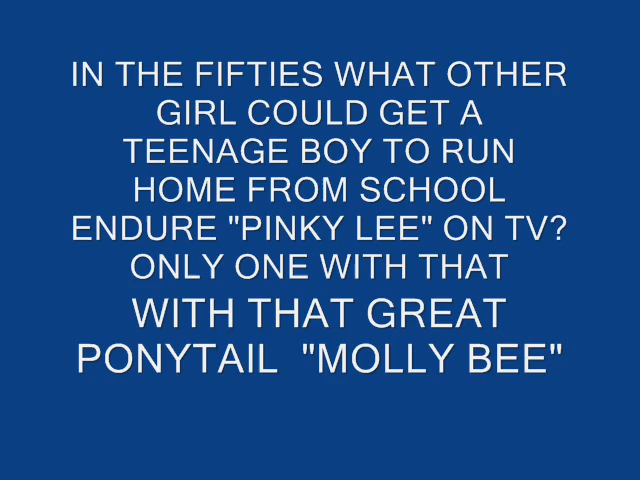 IN THE FIFTIES WHAT OTHER
GIRL COULD GET A
TEENAGE BOY TO RUN
HOME FROM SCHOOL
ENDURE "PINKY LEE" ON TV?
ONLY ONE WITH THAT
WITH THAT GREAT
PONYTAIL  "MOLLY BEE"